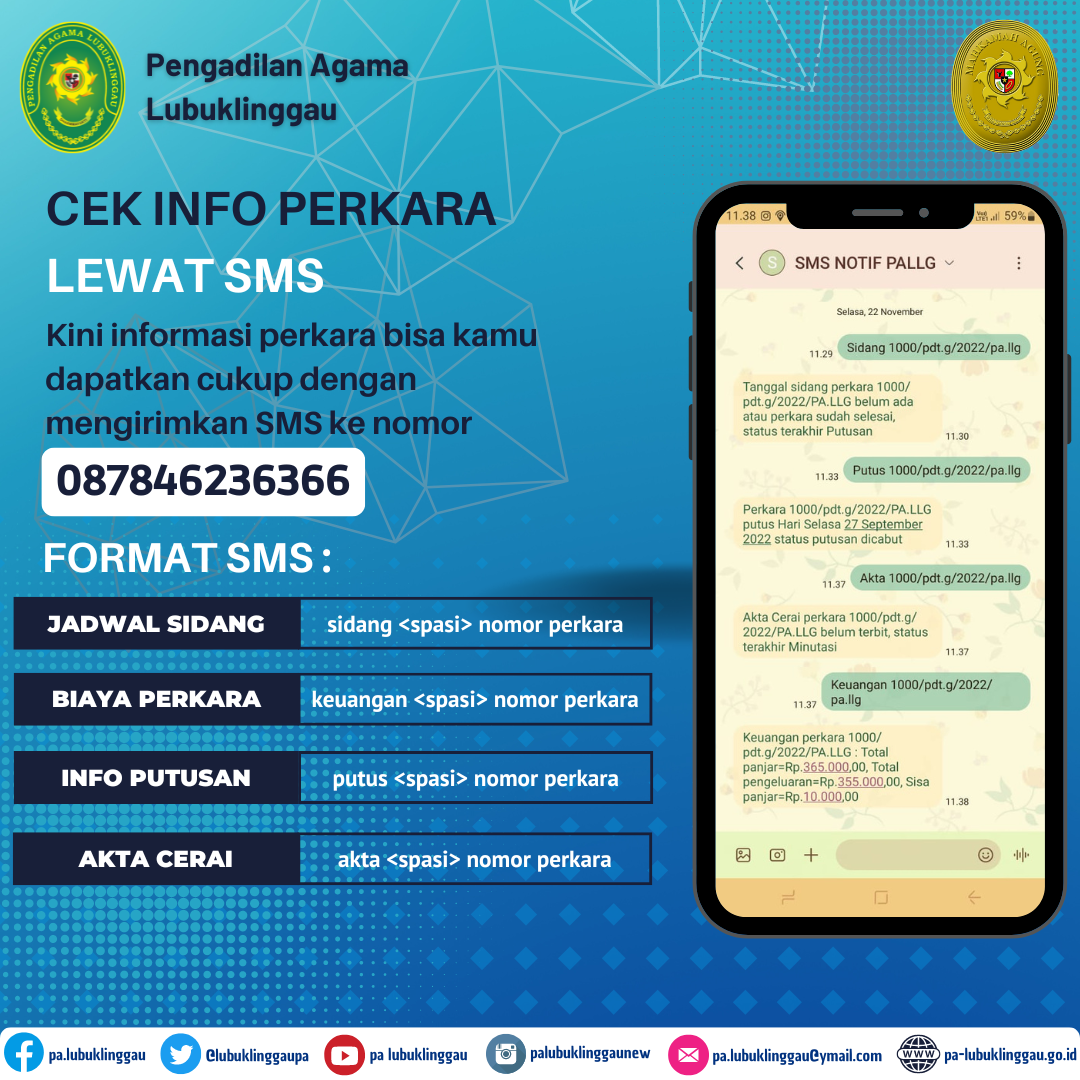 PENGADILAN AGAMA LUBUKLINGGAU
Pengadilan Agama
Lubuklinggau
MAHKAMAH AGUNG
CEK INFO PERKARA
LEWAT SMS
Kini informasi perkara bisa kamu
dapatkan cukup dengan
mengirimkan SMS ke nomor
087846236366
FORMAT SMS :
JADWAL SIDANG sidang <spasi> nomor perkara
BIAYA PERKARA keuangan <spasi> nomor perkara
INFO PUTUSAN putus <spasi> nomor perkara
AKTA CERAI akta <spasi> nomor perkara
11.38 59%
S SMS NOTIF PALLG
Selasa, 22 November
11.29 Sidang 1000/pdt.g/2022/pa.llg
Tanggal sidang perkara 1000/
pdt.g/2022/PA.LLG belum ada
atau perkara sudah selesai,
status terakhir Putusan
11.30
11.33 Putus 1000/pdt.g/2022/pa.llg
Perkara 1000/pdt.g/2022/PA.LLG
putus Hari Selasa 27 September
2022 status putusan dicabut
11.33
11.37 Akta 1000/pdt.g/2022/pa.llg
Akta Cerai perkara 1000/pdt.g/
2022/PA.LLG belum terbit, status
terakhir Minutasi
11.37
Keuangan 1000/pdt.g/2022/
11.37 pa.llg
Keuangan perkara 1000/
pdt.g/2022/PA.LLG : Total
panjar=Rp.365.000,00, Total
pengeluaran=Rp.355.000,00, Sisa
panjar=Rp.10.000,00
11.38
pa.lubuklinggau @lubuklinggaupa pa lubuklinggau palubuklinggaunew pa.lubuklinggau@ymail.com WWW pa-lubuklinggau.go.id